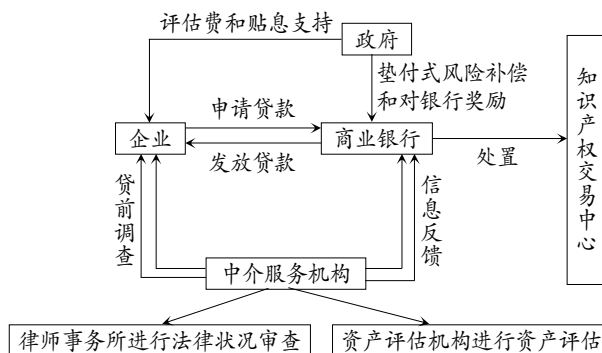 评估费和贴息支持
政府
垫付式风险补偿
和对银行奖励
申请贷款
企业
商业银行
发放贷款
处置
知识产权交易中心
贷前调查
信息反馈
中介服务机构
律师事务所进行法律状况审查
资产评估机构进行资产评估